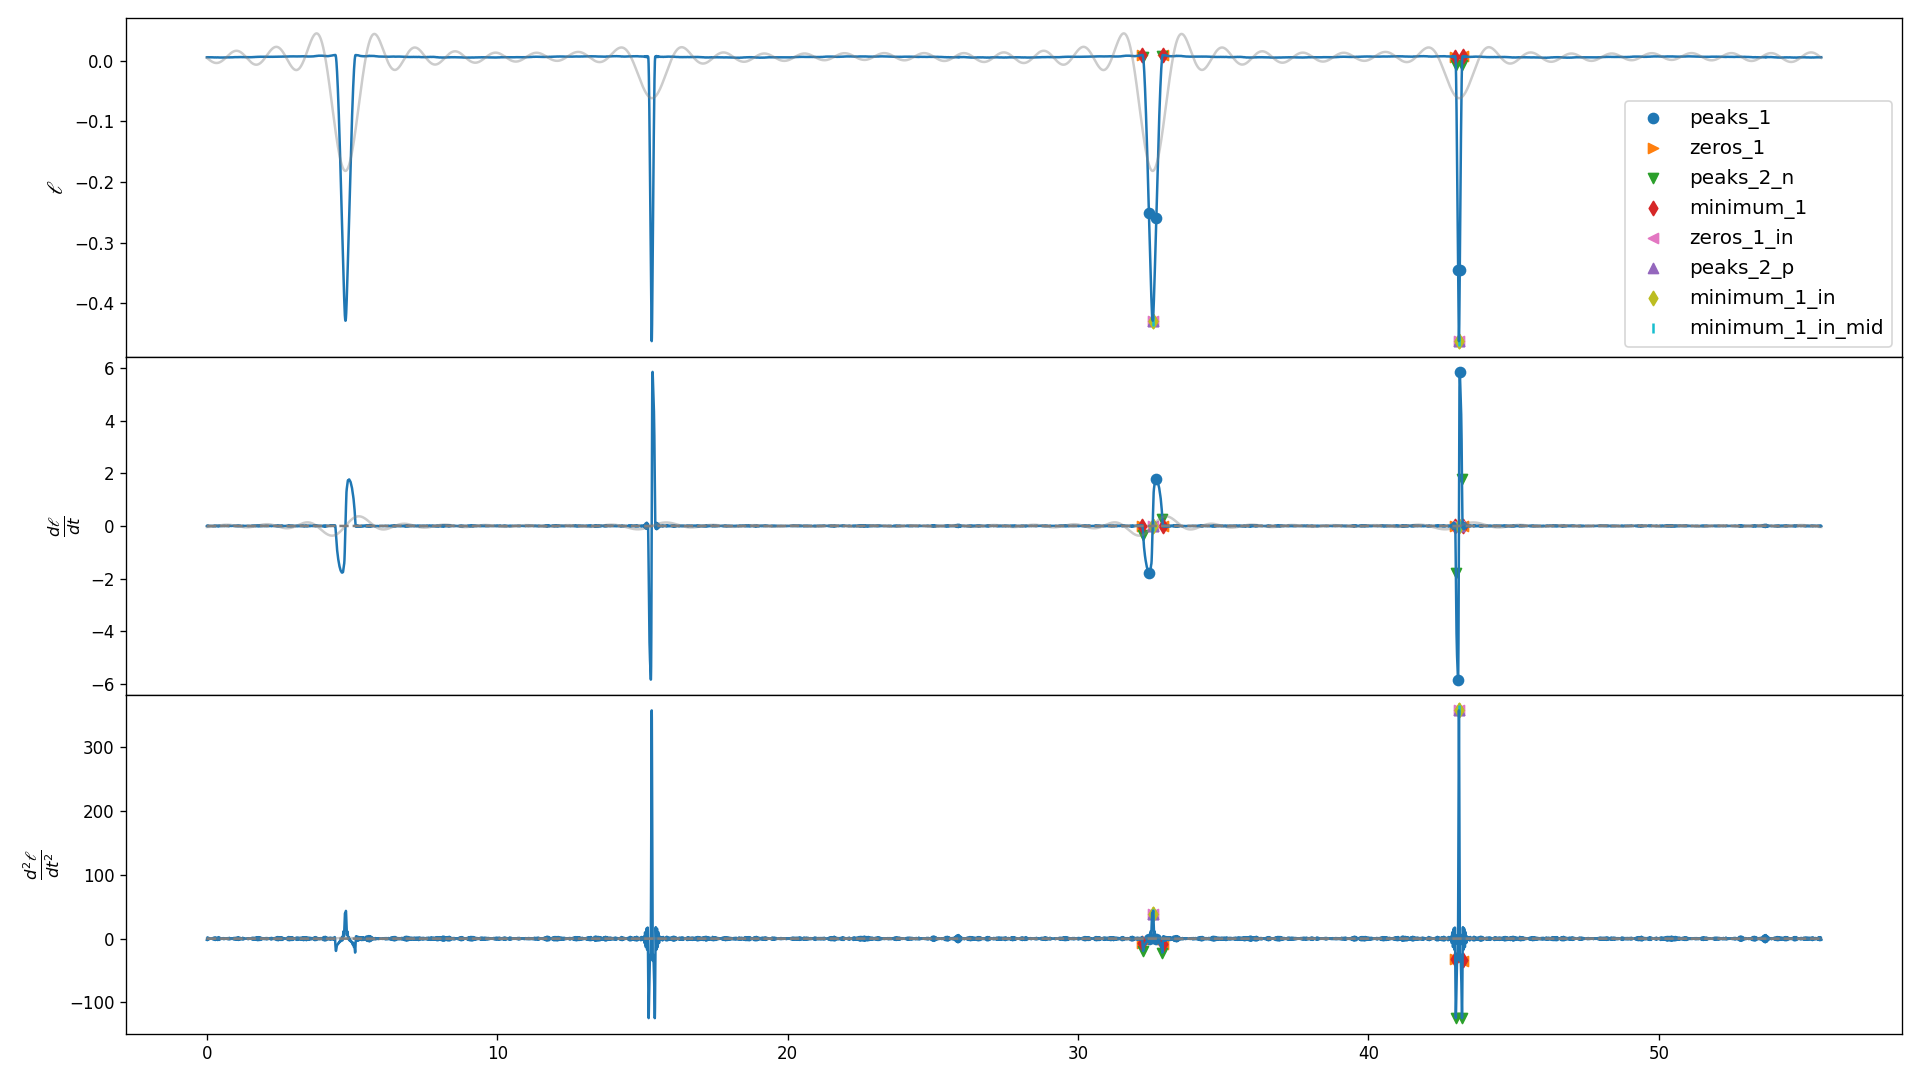 0.0
−0.1
−0.2
−0.3
−0.4
ℓ
peaks_1
zeros_1
peaks_2_n
minimum_1
zeros_1_in
peaks_2_p
minimum_1_in
minimum_1_in_mid
6
4
2
0
−2
−4
−6
dℓ
dt
300
200
100
0
−100
d²ℓ
dt²
0 10 20 30 40 50